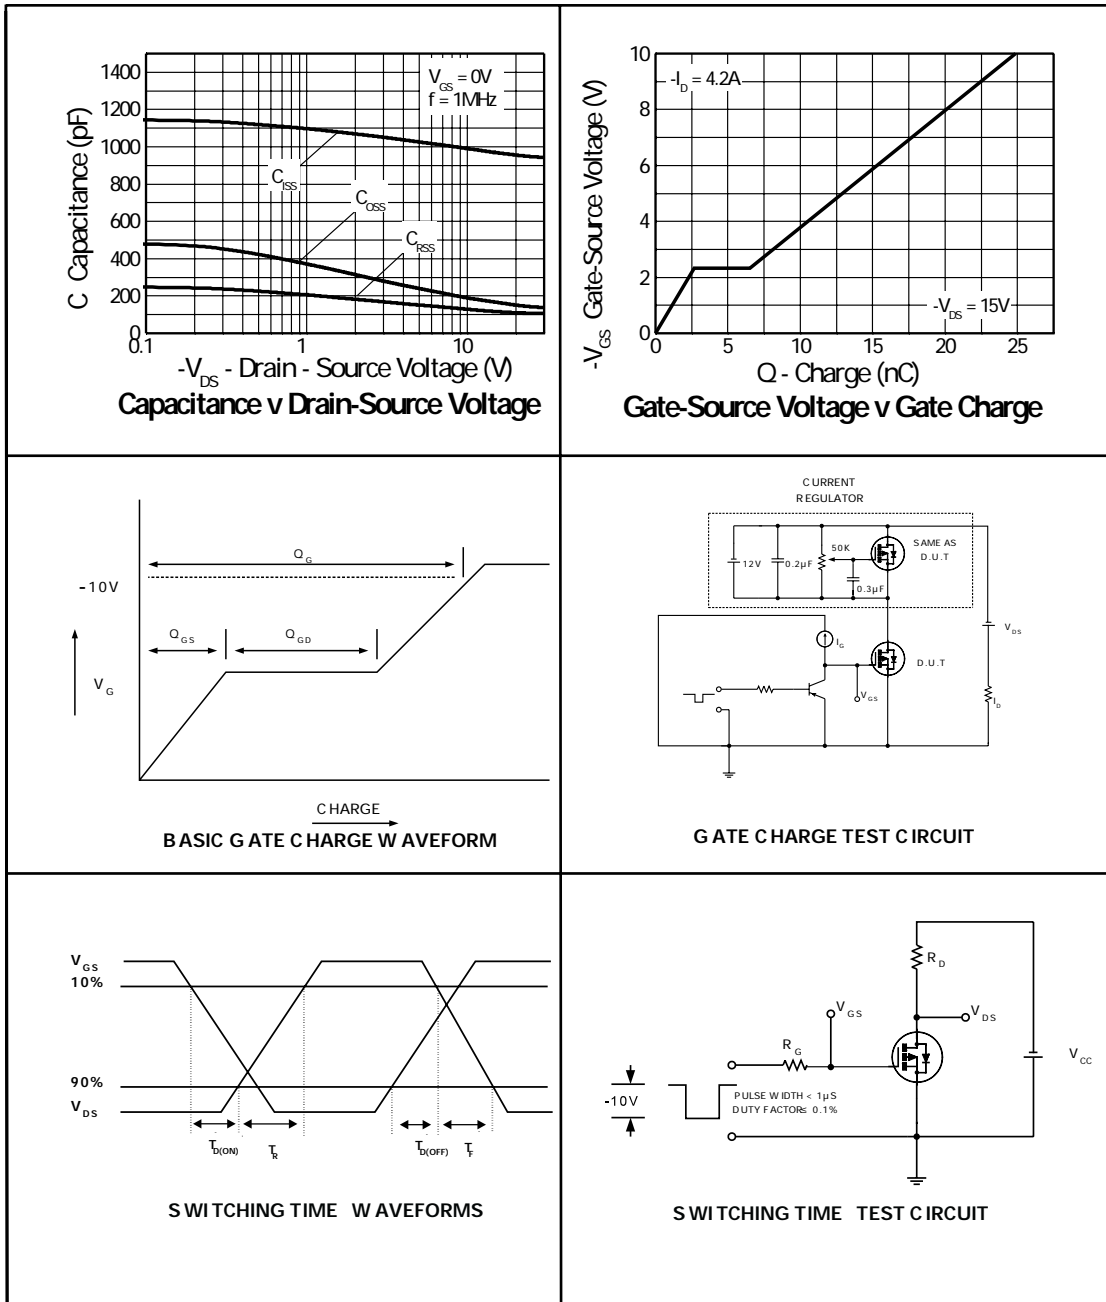 1400
1200
1000
800
600
400
200
0
C Capacitance (pF)
V_GS = 0V
f = 1MHz
C_ISS
C_OSS
C_RSS
0.1
1
10
-V_DS - Drain - Source Voltage (V)
Capacitance v Drain-Source Voltage
10
8
6
4
2
0
-V_GS Gate-Source Voltage (V)
-I_D = 4.2A
-V_DS = 15V
0
5
10
15
20
25
Q - Charge (nC)
Gate-Source Voltage v Gate Charge
Q_G
-10V
Q_GS
Q_GD
V_G
CHARGE
BASIC GATE CHARGE WAVEFORM
CURRENT
REGULATOR
12V
0.2µF
50K
0.3µF
SAME AS
D.U.T
I_G
V_DS
D.U.T
V_GS
I_D
GATE CHARGE TEST CIRCUIT
V_GS
10%
90%
V_DS
T_D(ON)
T_R
T_D(OFF)
T_F
SWITCHING TIME WAVEFORMS
R_D
V_GS
V_DS
R_G
V_CC
-10V
PULSE WIDTH < 1µS
DUTY FACTOR≤ 0.1%
SWITCHING TIME TEST CIRCUIT